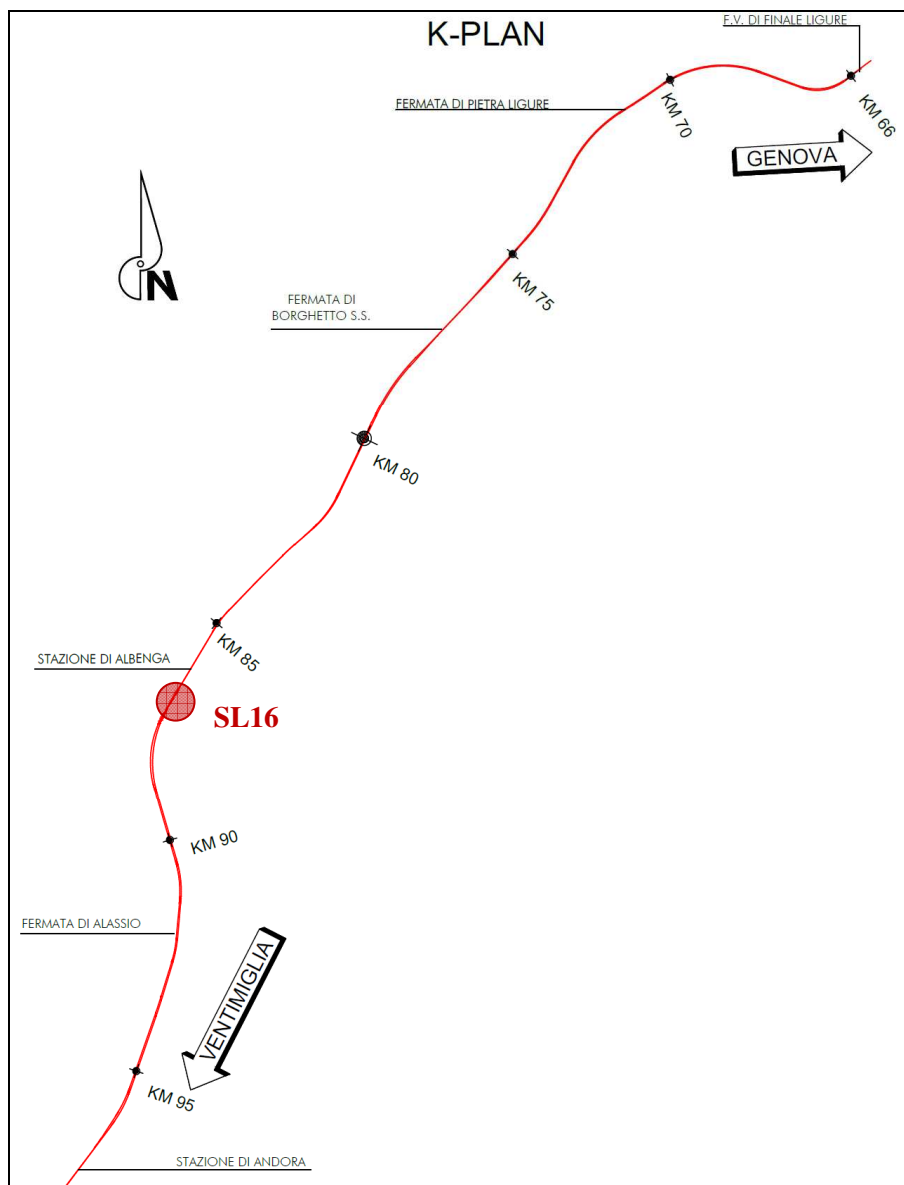 K-PLAN
F.V. DI FINALE LIGURE
FERMATA DI PIETRA LIGURE
KM 70
KM 66
GENOVA
N
KM 75
FERMATA DI
BORGHETTO S.S.
KM 80
KM 85
STAZIONE DI ALBENGA
SL16
KM 90
FERMATA DI ALASSIO
VENTIMIGLIA
KM 95
STAZIONE DI ANDORA